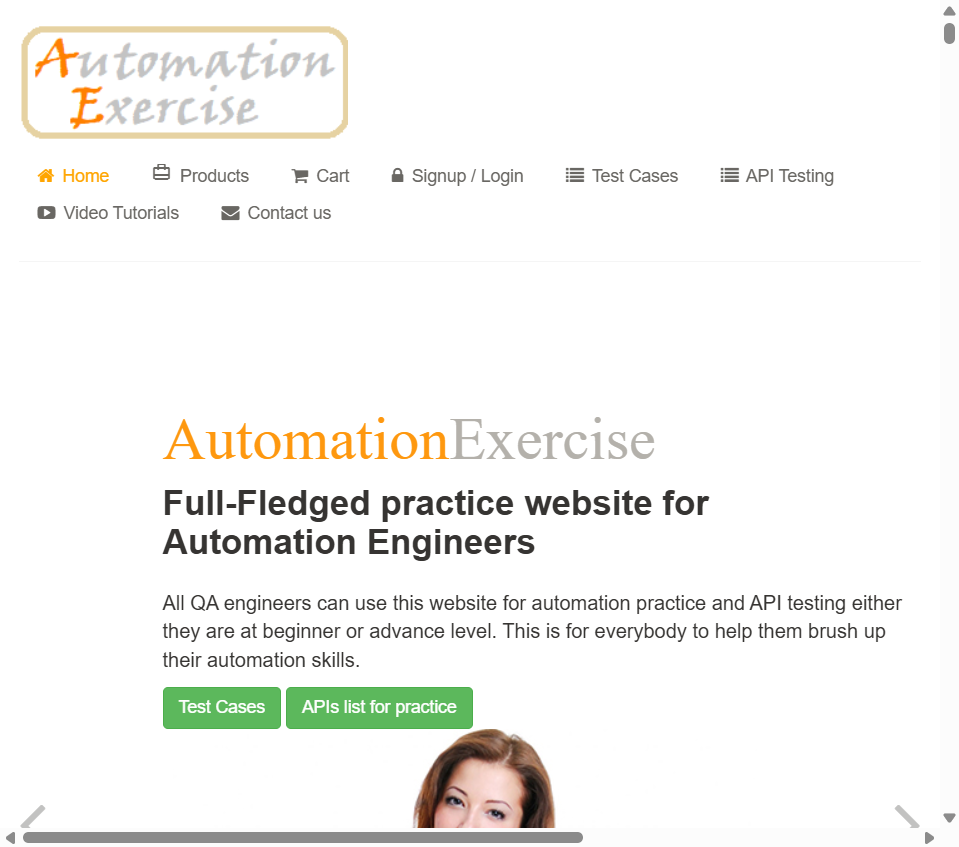 Automation
Exercise
Home Products Cart Signup / Login Test Cases API Testing
Video Tutorials Contact us
AutomationExercise
Full-Fledged practice website for
Automation Engineers
All QA engineers can use this website for automation practice and API testing either
they are at beginner or advance level. This is for everybody to help them brush up
their automation skills.
Test Cases APIs list for practice